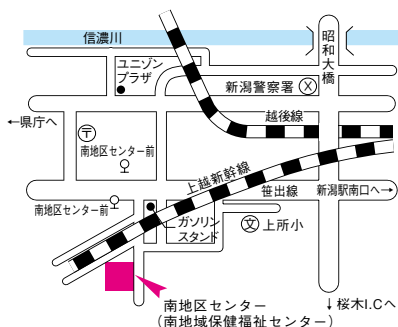 信濃川
昭和大橋
ユニゾン
プラザ
新潟警察署
X
←県庁へ
越後線
〒
南地区センター前
上越新幹線
笹出線
新潟駅南口へ→
南地区センター前
ガソリン
スタンド
文
上所小
南地区センター
(南地域保健福祉センター)
↓桜木I.Cへ